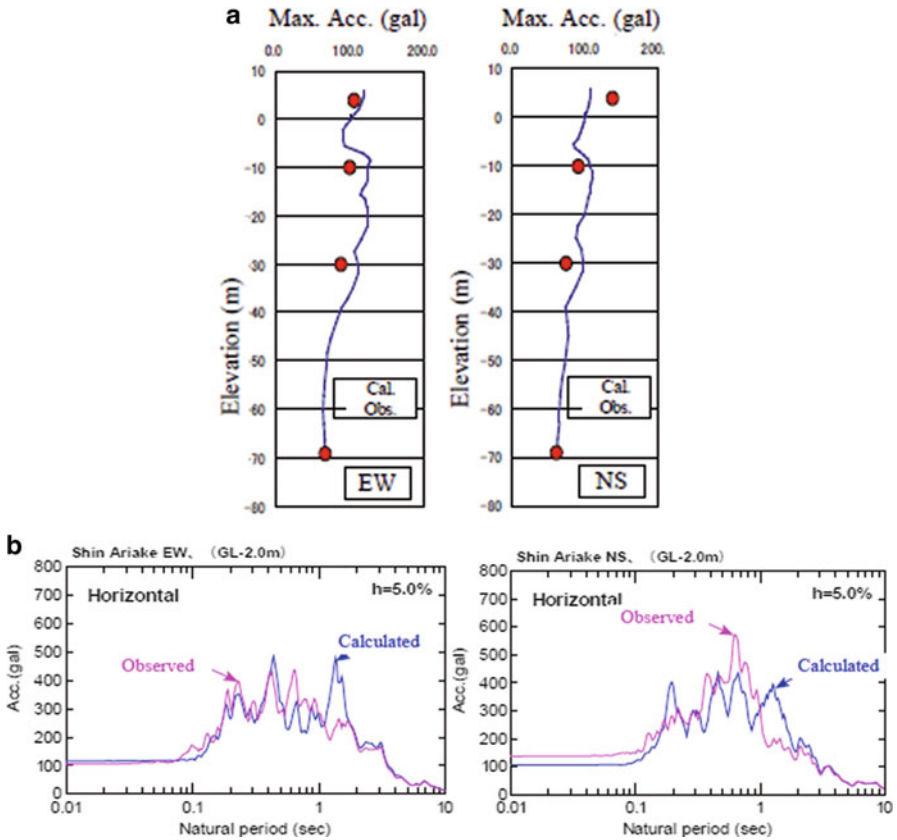 a
Max. Acc. (gal)
0.0 100.0 200.0
10
0
-10
-20
-30
-40
-50
-60
-70
-80
Elevation (m)
Cal.
Obs.
EW
Max. Acc. (gal)
0.0 100.0 200.
10
0
-10
-20
-30
-40
-50
-60
-70
-80
Elevation (m)
Cal.
Obs.
NS
b
Shin Ariake EW、 （GL-2.0m）
800
700
600
500
400
300
200
100
0
Acc.(gal)
Horizontal
h=5.0%
Observed
Calculated
0.01 0.1 1 10
Natural period (sec)
Shin Ariake NS、 （GL-2.0m）
800
700
600
500
400
300
200
100
0
Acc.(gal)
Horizontal
h=5.0%
Observed
Calculated
0.01 0.1 1 10
Natural period (sec)